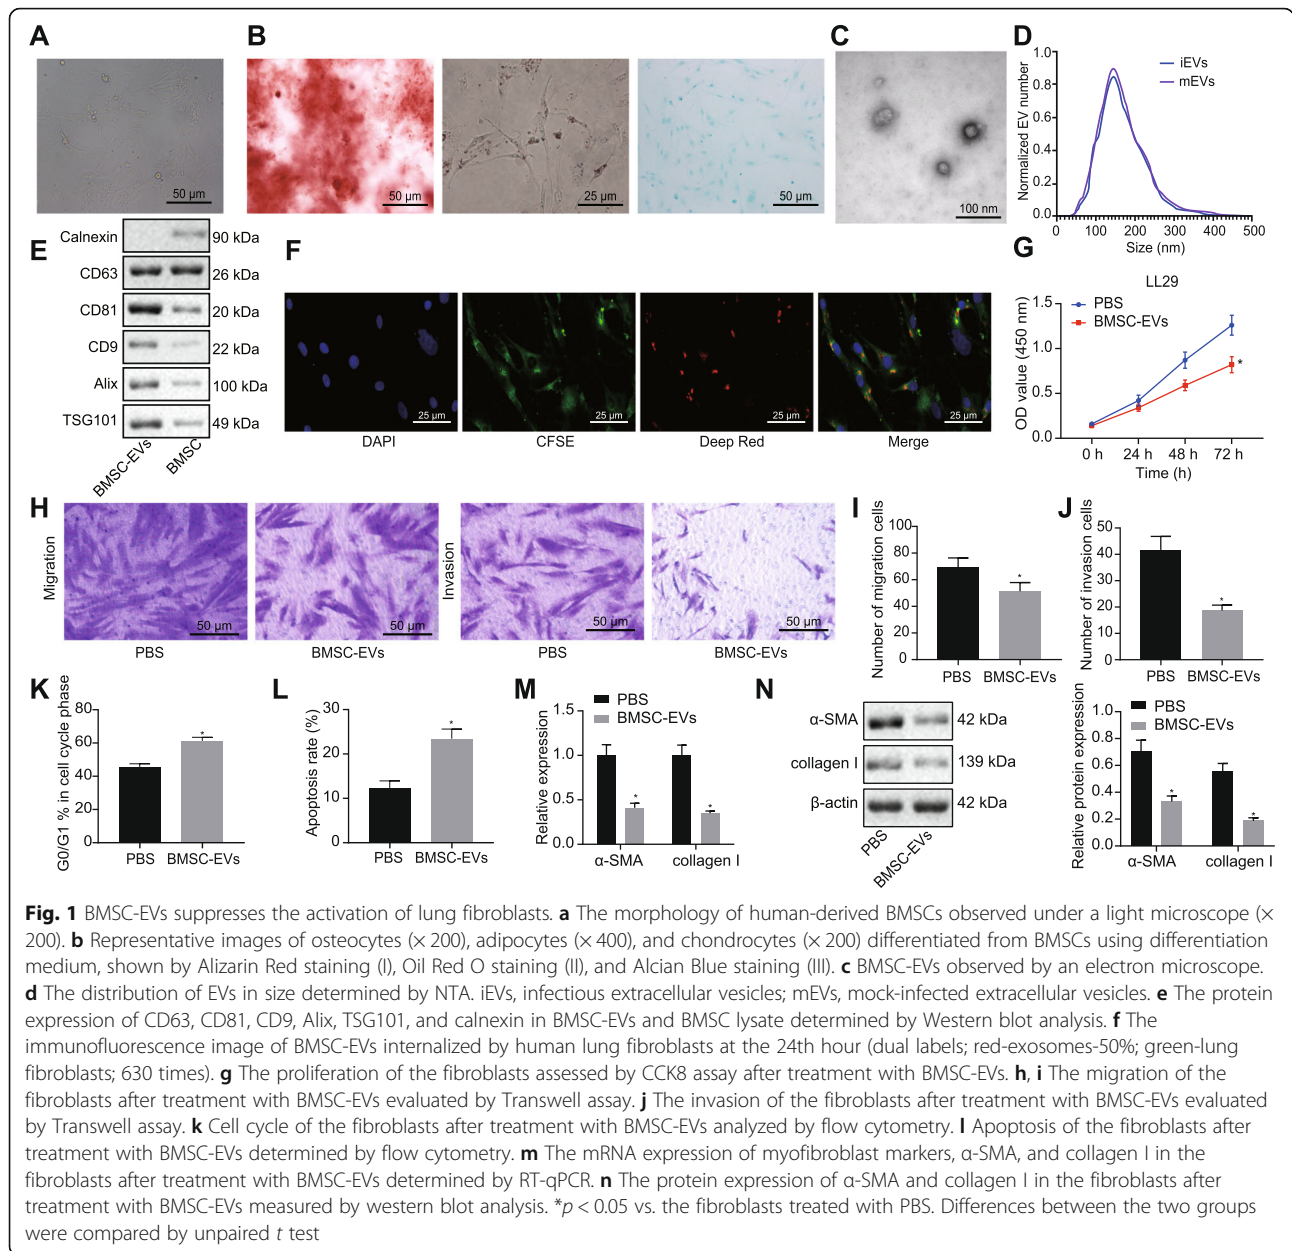 A
50 µm
B
50 µm
25 µm
50 µm
C
100 nm
D
Normalized EV number
1.0
0.8
0.6
0.4
0.2
0.0
0 100 200 300 400 500
Size (nm)
iEVs
mEVs
E
Calnexin 90 kDa
CD63 26 kDa
CD81 20 kDa
CD9 22 kDa
Alix 100 kDa
TSG101 49 kDa
BMSC-EVs BMSC
F
25 µm 25 µm 25 µm 25 µm
DAPI CFSE Deep Red Merge
G
LL29
OD value (450 nm)
1.5
1.0
0.5
0.0
PBS
BMSC-EVs
*
0 h 24 h 48 h 72 h
Time (h)
H
Migration
50 µm 50 µm
PBS BMSC-EVs
Invasion
50 µm 50 µm
PBS BMSC-EVs
I
Number of migration cells
100
80
60
40
20
0
*
PBS BMSC-EVs
J
Number of invasion cells
50
40
30
20
10
0
*
PBS BMSC-EVs
K
G0/G1 % in cell cycle phase
80
60
40
20
0
*
PBS BMSC-EVs
L
Apoptosis rate (%)
30
20
10
0
*
PBS BMSC-EVs
M
Relative expression
1.5
1.0
0.5
0.0
PBS
BMSC-EVs
* *
α-SMA collagen I
N
α-SMA 42 kDa
collagen I 139 kDa
β-actin 42 kDa
PBS BMSC-EVs
Relative protein expression
1.0
0.8
0.6
0.4
0.2
0.0
PBS
BMSC-EVs
* *
α-SMA collagen I
Fig. 1 BMSC-EVs suppresses the activation of lung fibroblasts. a The morphology of human-derived BMSCs observed under a light microscope (×
200). b Representative images of osteocytes (× 200), adipocytes (× 400), and chondrocytes (× 200) differentiated from BMSCs using differentiation
medium, shown by Alizarin Red staining (I), Oil Red O staining (II), and Alcian Blue staining (III). c BMSC-EVs observed by an electron microscope.
d The distribution of EVs in size determined by NTA. iEVs, infectious extracellular vesicles; mEVs, mock-infected extracellular vesicles. e The protein
expression of CD63, CD81, CD9, Alix, TSG101, and calnexin in BMSC-EVs and BMSC lysate determined by Western blot analysis. f The
immunofluorescence image of BMSC-EVs internalized by human lung fibroblasts at the 24th hour (dual labels; red-exosomes-50%; green-lung
fibroblasts; 630 times). g The proliferation of the fibroblasts assessed by CCK8 assay after treatment with BMSC-EVs. h, i The migration of the
fibroblasts after treatment with BMSC-EVs evaluated by Transwell assay. j The invasion of the fibroblasts after treatment with BMSC-EVs evaluated
by Transwell assay. k Cell cycle of the fibroblasts after treatment with BMSC-EVs analyzed by flow cytometry. l Apoptosis of the fibroblasts after
treatment with BMSC-EVs determined by flow cytometry. m The mRNA expression of myofibroblast markers, α-SMA, and collagen I in the
fibroblasts after treatment with BMSC-EVs determined by RT-qPCR. n The protein expression of α-SMA and collagen I in the fibroblasts after
treatment with BMSC-EVs measured by western blot analysis. *p < 0.05 vs. the fibroblasts treated with PBS. Differences between the two groups
were compared by unpaired t test